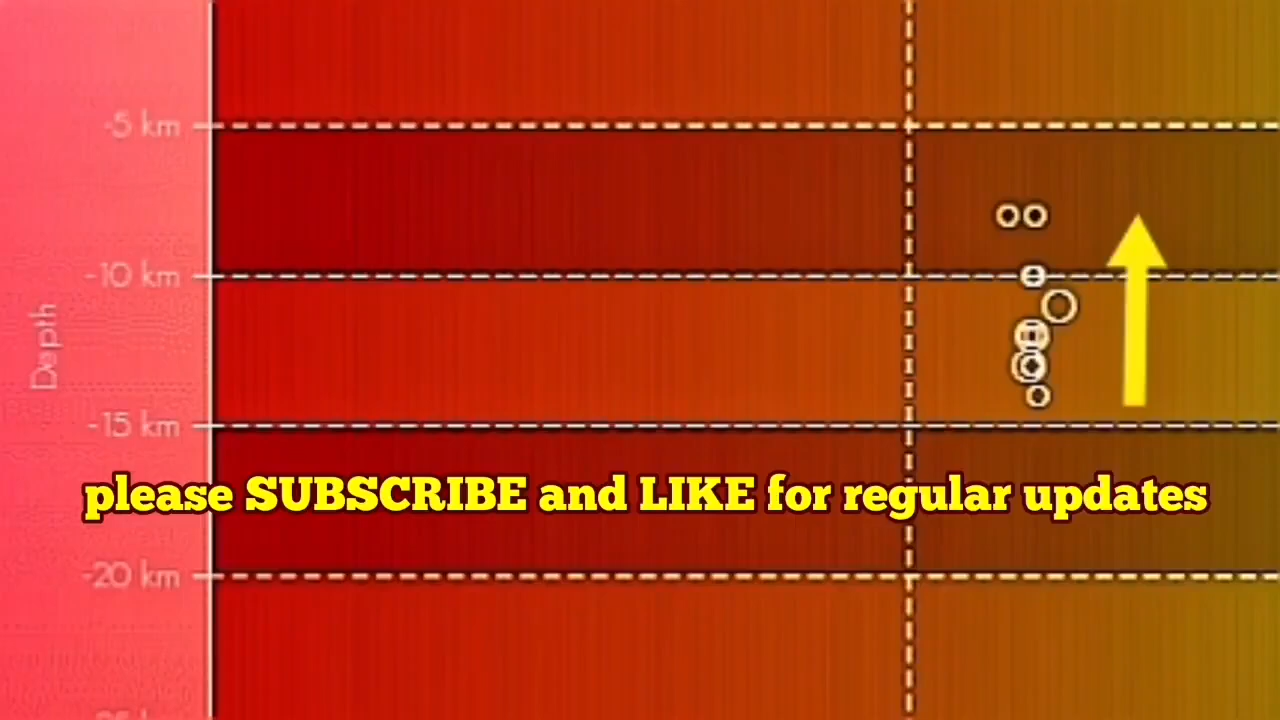 -5 km
-10 km
Depth
-15 km
please SUBSCRIBE and LIKE for regular updates
-20 km